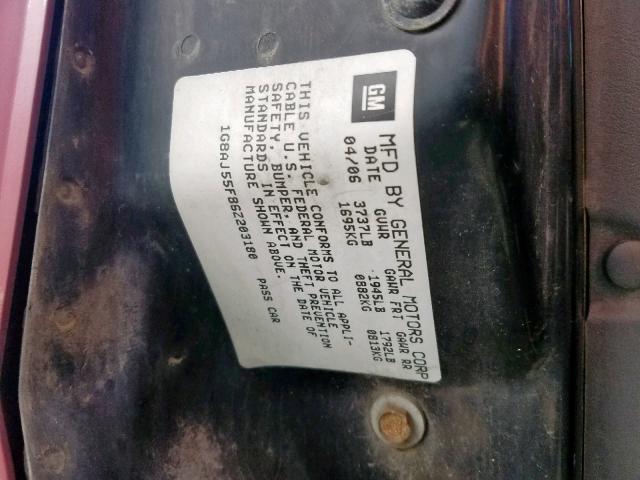 GM MFD BY GENERAL MOTORS CORP
DATE GVWR GAWR FRT GAWR RR
04/06 3737LB 1945LB 1792LB
1695KG 0882KG 0813KG
THIS VEHICLE CONFORMS TO ALL APPLI-
CABLE U.S. FEDERAL MOTOR VEHICLE
SAFETY, BUMPER, AND THEFT PREVENTION
STANDARDS IN EFFECT ON THE DATE OF
MANUFACTURE SHOWN ABOVE.
1G8AJ55F86Z203180 PASS CAR